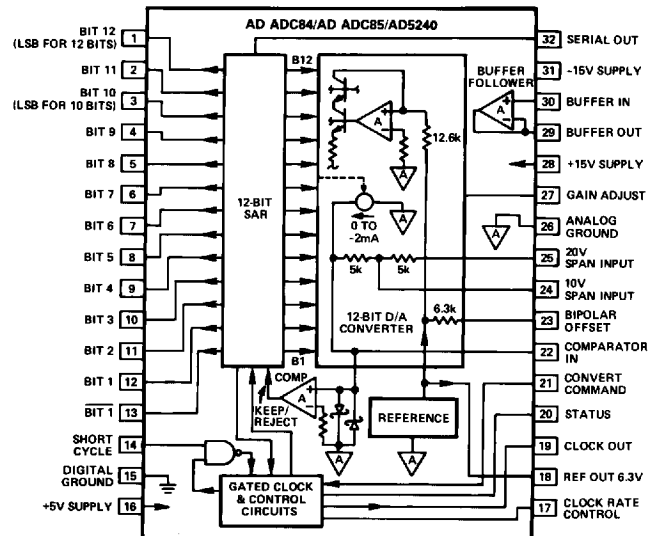 AD ADC84/AD ADC85/AD5240
BIT 12
(LSB FOR 12 BITS)
1
BIT 11
2
BIT 10
(LSB FOR 10 BITS)
3
BIT 9
4
BIT 8
5
BIT 7
6
BIT 6
7
BIT 5
8
BIT 4
9
BIT 3
10
BIT 2
11
BIT 1
12
BIT 1
13
SHORT
CYCLE
14
DIGITAL
GROUND
15
+5V SUPPLY
16
12-BIT
SAR
B12
B1
KEEP/
REJECT
COMP
A
+
−
A
GATED CLOCK
& CONTROL
CIRCUITS
A
+
−
A
12.6k
0 TO
-2mA
A
5k
5k
12-BIT D/A
CONVERTER
6.3k
REFERENCE
A
BUFFER
FOLLOWER
A
+
−
A
32
SERIAL OUT
31
-15V SUPPLY
30
BUFFER IN
29
BUFFER OUT
28
+15V SUPPLY
27
GAIN ADJUST
26
ANALOG
GROUND
25
20V
SPAN INPUT
24
10V
SPAN INPUT
23
BIPOLAR
OFFSET
22
COMPARATOR
IN
21
CONVERT
COMMAND
20
STATUS
19
CLOCK OUT
18
REF OUT 6.3V
17
CLOCK RATE
CONTROL